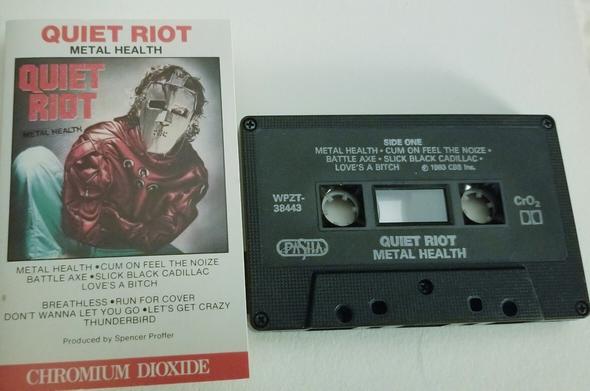 QUIET RIOT
METAL HEALTH
QUIET
RIOT
METAL HEALTH
METAL HEALTH • CUM ON FEEL THE NOIZE
BATTLE AXE • SLICK BLACK CADILLAC
LOVE'S A BITCH
BREATHLESS • RUN FOR COVER
DON'T WANNA LET YOU GO • LET'S GET CRAZY
THUNDERBIRD
Produced by Spencer Proffer
CHROMIUM DIOXIDE
SIDE ONE
METAL HEALTH • CUM ON FEEL THE NOIZE •
BATTLE AXE • SLICK BLACK CADILLAC •
LOVE'S A BITCH ℗ 1983 CBS Inc.
WPZT-
38443
CrO₂
PASHA
QUIET RIOT
METAL HEALTH